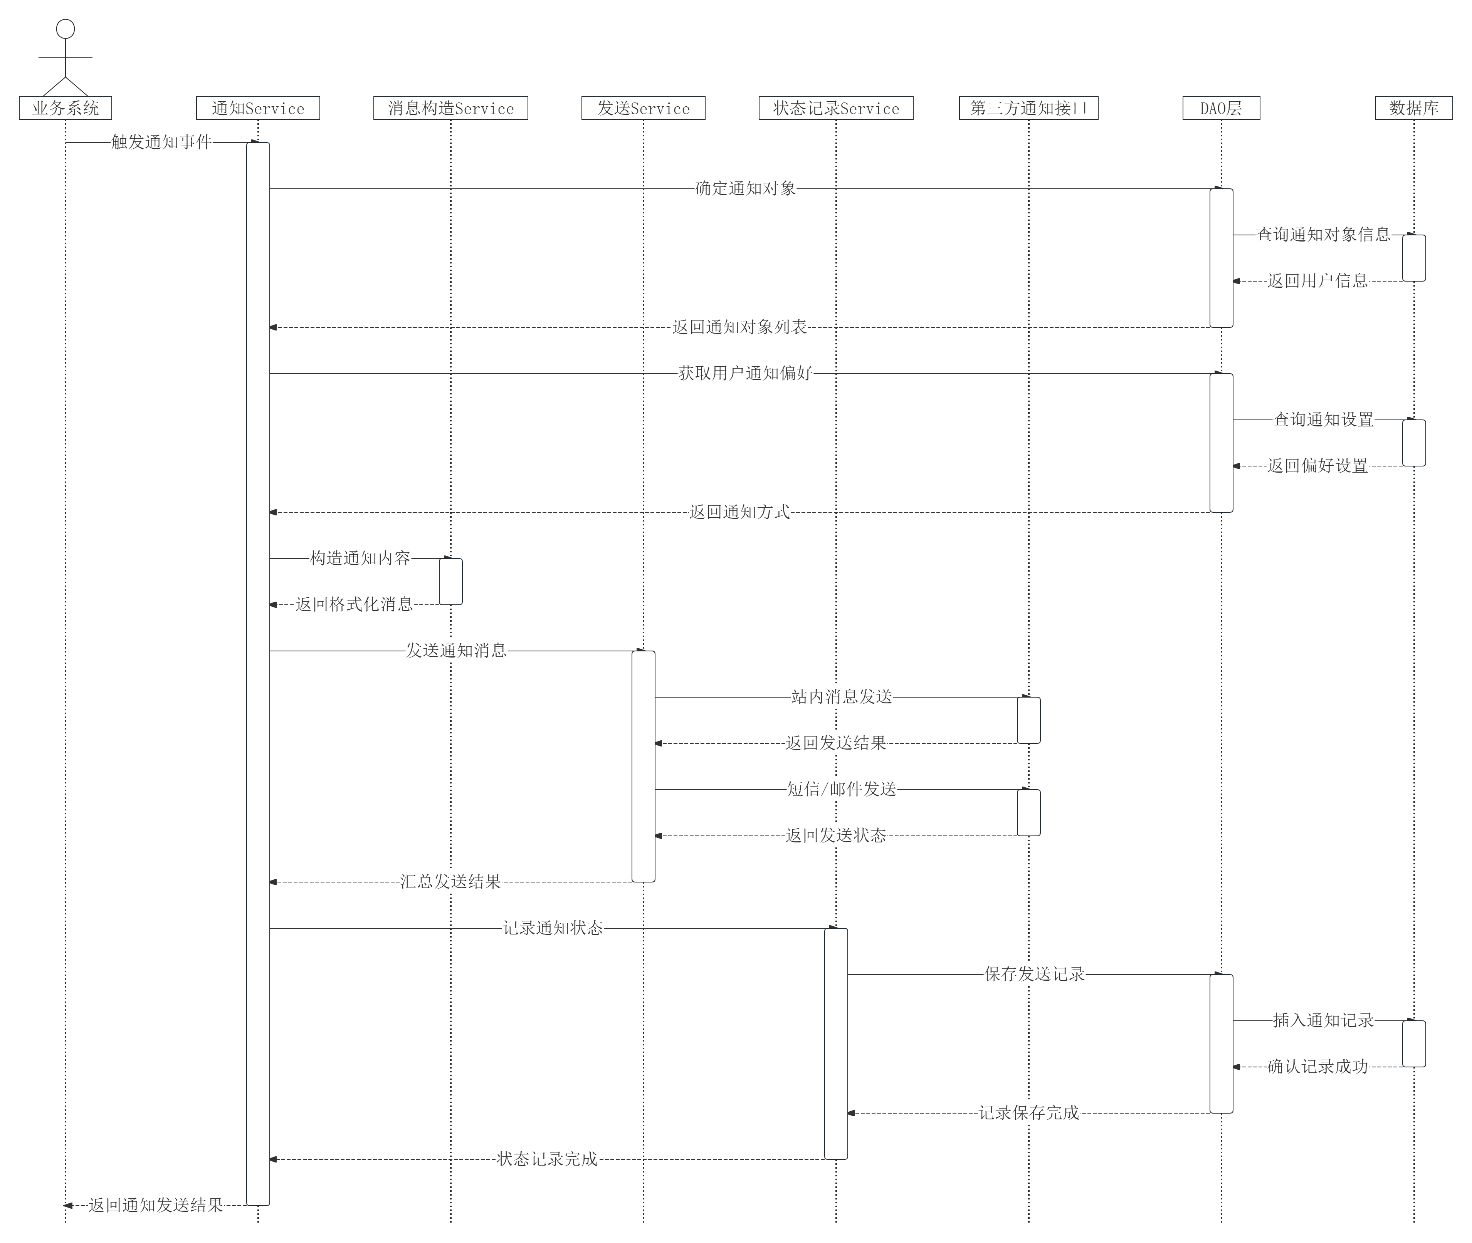 业务系统
通知Service
消息构造Service
发送Service
状态记录Service
第三方通知接口
DAO层
数据库
触发通知事件
确定通知对象
查询通知对象信息
返回用户信息
返回通知对象列表
获取用户通知偏好
查询通知设置
返回偏好设置
返回通知方式
构造通知内容
返回格式化消息
发送通知消息
站内消息发送
返回发送结果
短信/邮件发送
返回发送状态
汇总发送结果
记录通知状态
保存发送记录
插入通知记录
确认记录成功
记录保存完成
状态记录完成
返回通知发送结果